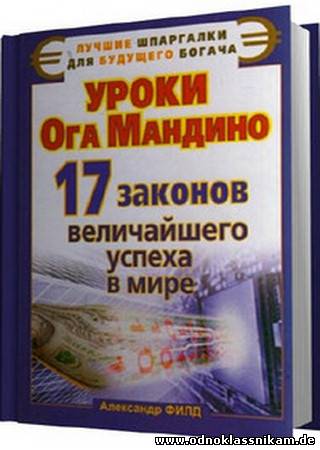 ЛУЧШИЕ ШПАРГАЛКИ
ДЛЯ БУДУЩЕГО БОГАЧА
УРОКИ
Ога Мандино
17 законов
величайшего
успеха
в мире
Александр ФИЛД
www.odnoklassnikam.de